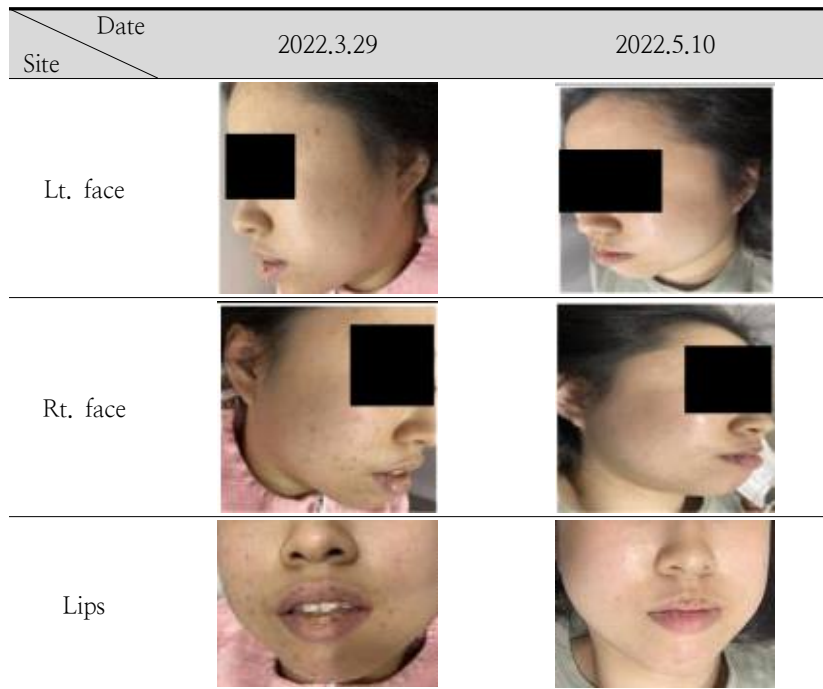 Date
Site
2022.3.29
2022.5.10
Lt. face
Rt. face
Lips